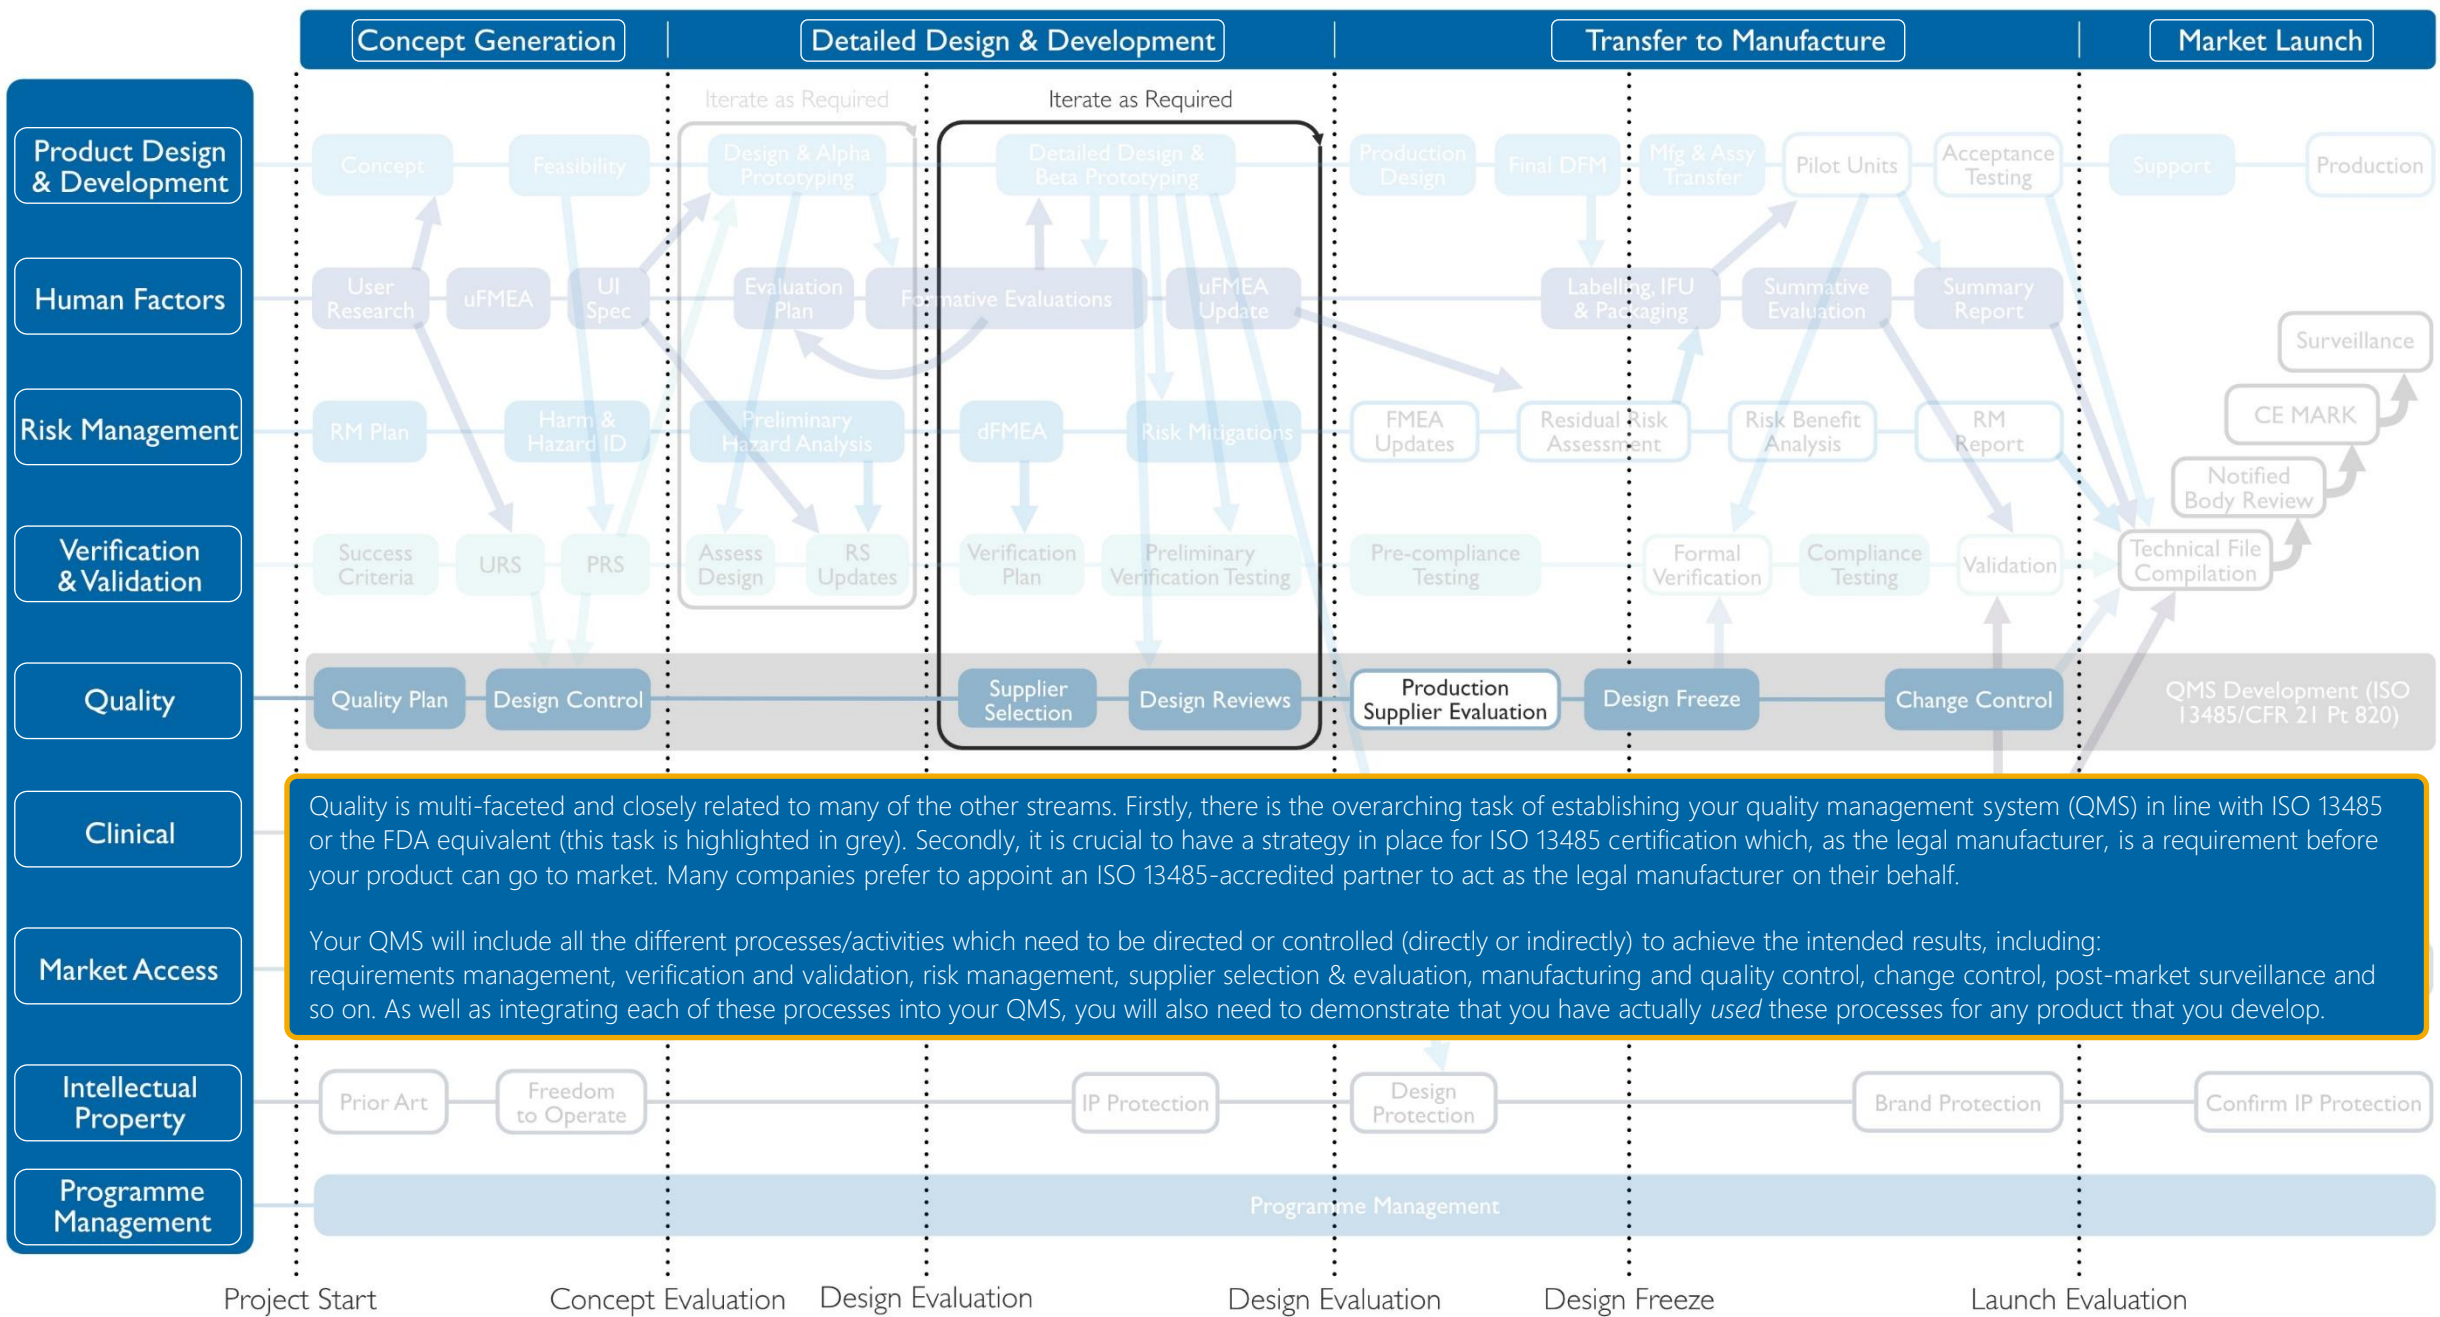 Concept Generation
Detailed Design & Development
Transfer to Manufacture
Market Launch
Iterate as Required
Iterate as Required
Product Design
& Development
Concept
Feasibility
Design & Alpha
Prototyping
Detailed Design &
Beta Prototyping
Production
Design
Final DFM
Mfg & Assy
Transfer
Pilot Units
Acceptance
Testing
Support
Production
Human Factors
User
Research
uFMEA
UI
Spec
Evaluation
Plan
Formative Evaluations
uFMEA
Update
Labelling, IFU
& Packaging
Summative
Evaluation
Summary
Report
Surveillance
CE MARK
Notified
Body Review
Risk Management
RM Plan
Harm &
Hazard ID
Preliminary
Hazard Analysis
dFMEA
Risk Mitigations
FMEA
Updates
Residual Risk
Assessment
Risk Benefit
Analysis
RM
Report
Verification
& Validation
Success
Criteria
URS
PRS
Assess
Design
RS
Updates
Verification
Plan
Preliminary
Verification Testing
Pre-compliance
Testing
Formal
Verification
Compliance
Testing
Validation
Technical File
Compilation
Quality
Quality Plan
Design Control
Supplier
Selection
Design Reviews
Production
Supplier Evaluation
Design Freeze
Change Control
QMS Development (ISO
13485/CFR 21 Pt 820)
Clinical
Quality is multi-faceted and closely related to many of the other streams. Firstly, there is the overarching task of establishing your quality management system (QMS) in line with ISO 13485
or the FDA equivalent (this task is highlighted in grey). Secondly, it is crucial to have a strategy in place for ISO 13485 certification which, as the legal manufacturer, is a requirement before
your product can go to market. Many companies prefer to appoint an ISO 13485-accredited partner to act as the legal manufacturer on their behalf.
Your QMS will include all the different processes/activities which need to be directed or controlled (directly or indirectly) to achieve the intended results, including:
requirements management, verification and validation, risk management, supplier selection & evaluation, manufacturing and quality control, change control, post-market surveillance and
so on. As well as integrating each of these processes into your QMS, you will also need to demonstrate that you have actually used these processes for any product that you develop.
Market Access
Intellectual
Property
Prior Art
Freedom
to Operate
IP Protection
Design
Protection
Brand Protection
Confirm IP Protection
Programme
Management
Programme Management
Project Start
Concept Evaluation
Design Evaluation
Design Evaluation
Design Freeze
Launch Evaluation